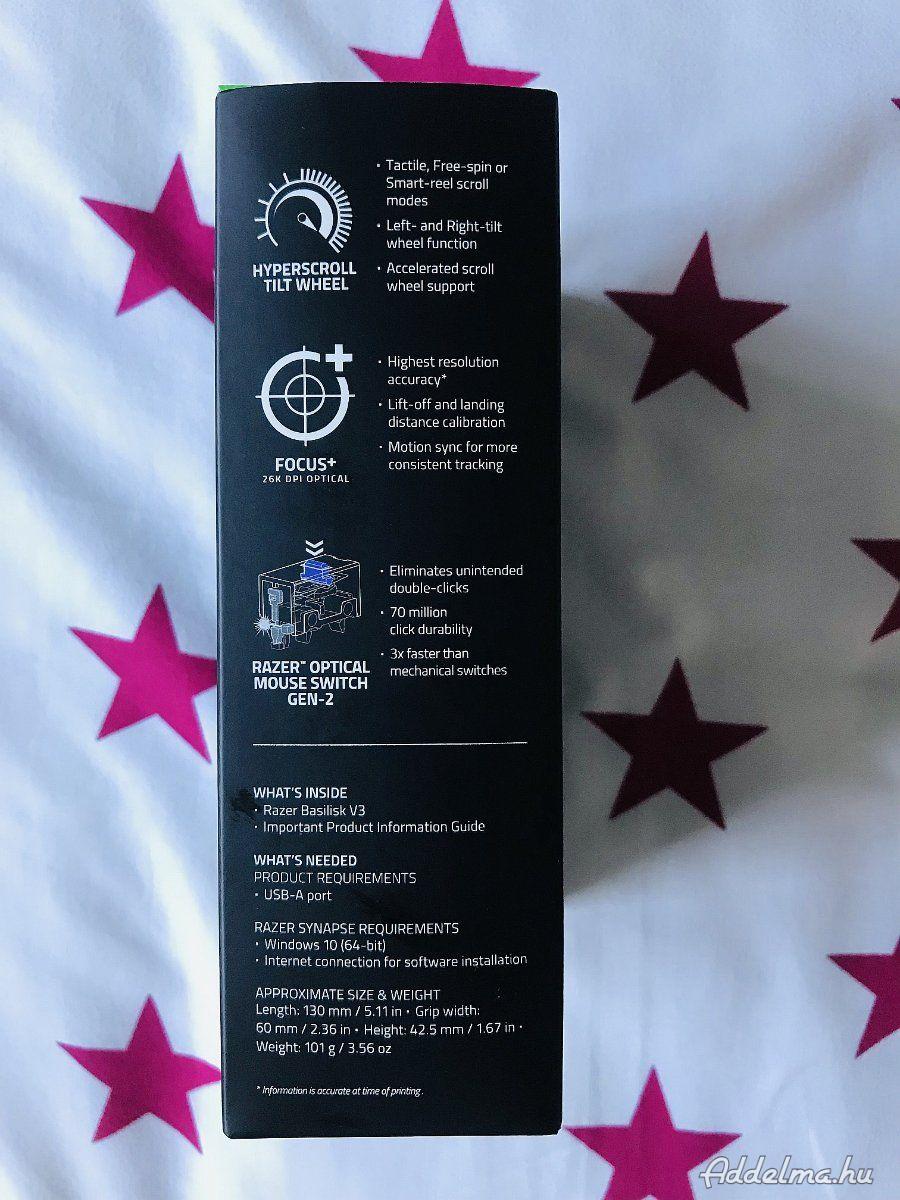 HYPERSCROLL
TILT WHEEL
• Tactile, Free-spin or
Smart-reel scroll
modes
• Left- and Right-tilt
wheel function
• Accelerated scroll
wheel support
FOCUS+
26K DPI OPTICAL
• Highest resolution
accuracy*
• Lift-off and landing
distance calibration
• Motion sync for more
consistent tracking
RAZER™ OPTICAL
MOUSE SWITCH
GEN-2
• Eliminates unintended
double-clicks
• 70 million
click durability
• 3x faster than
mechanical switches
WHAT'S INSIDE
• Razer Basilisk V3
• Important Product Information Guide
WHAT'S NEEDED
PRODUCT REQUIREMENTS
• USB-A port
RAZER SYNAPSE REQUIREMENTS
• Windows 10 (64-bit)
• Internet connection for software installation
APPROXIMATE SIZE & WEIGHT
Length: 130 mm / 5.11 in • Grip width:
60 mm / 2.36 in • Height: 42.5 mm / 1.67 in •
Weight: 101 g / 3.56 oz
* Information is accurate at time of printing.
Addelma.hu